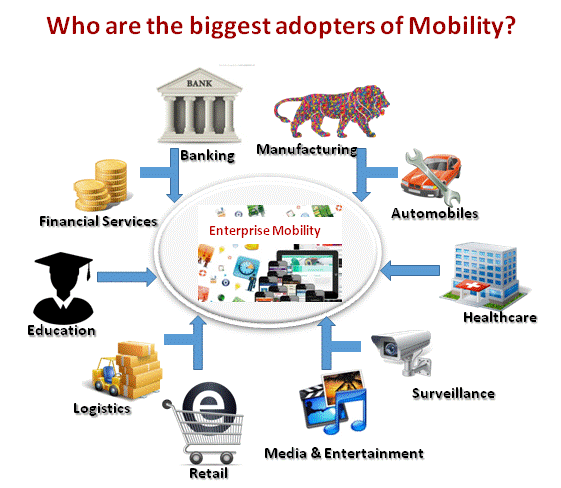 Who are the biggest adopters of Mobility?
BANK
Banking
Manufacturing
Financial Services
Automobiles
Enterprise Mobility
Education
Healthcare
Logistics
Surveillance
Retail
Media & Entertainment